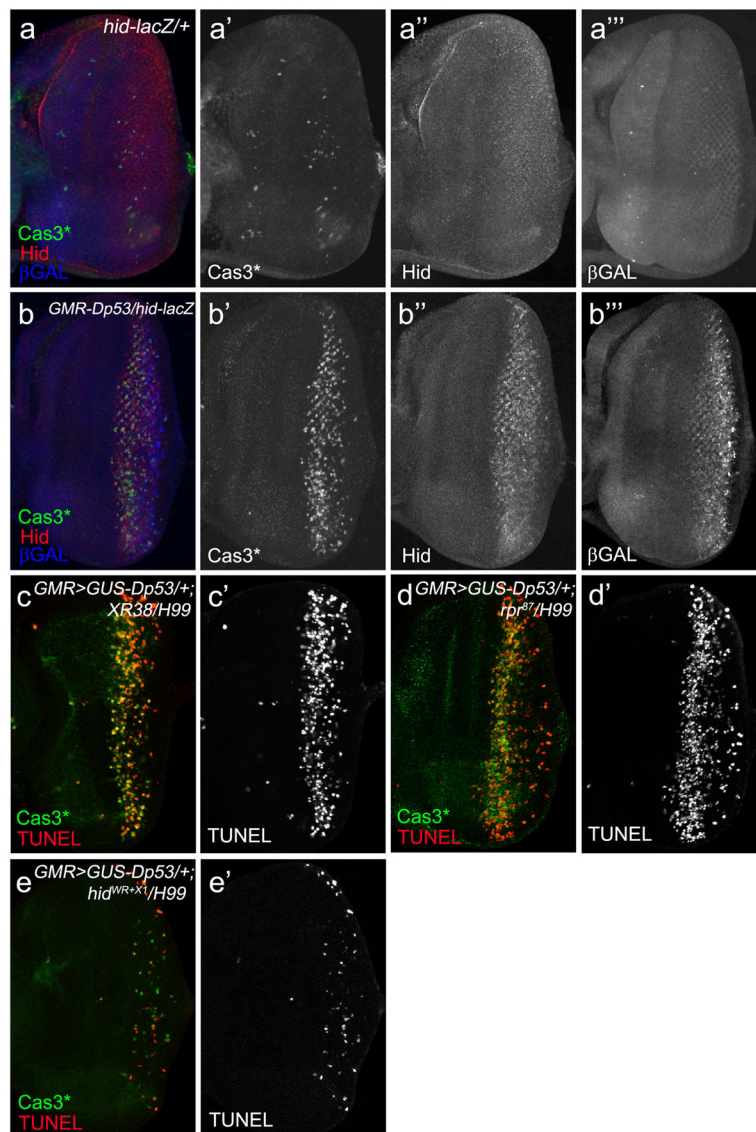 a
hid-lacZ/+
Cas3*
Hid
βGAL
a'
Cas3*
a''
Hid
a'''
βGAL
b
GMR-Dp53/hid-lacZ
Cas3*
Hid
βGAL
b'
Cas3*
b''
Hid
b'''
βGAL
c
GMR>GUS-Dp53/+;
XR38/H99
Cas3*
TUNEL
c'
TUNEL
d
GMR>GUS-Dp53/+;
rpr87/H99
Cas3*
TUNEL
d'
TUNEL
e
GMR>GUS-Dp53/+;
hidWR+X1/H99
Cas3*
TUNEL
e'
TUNEL